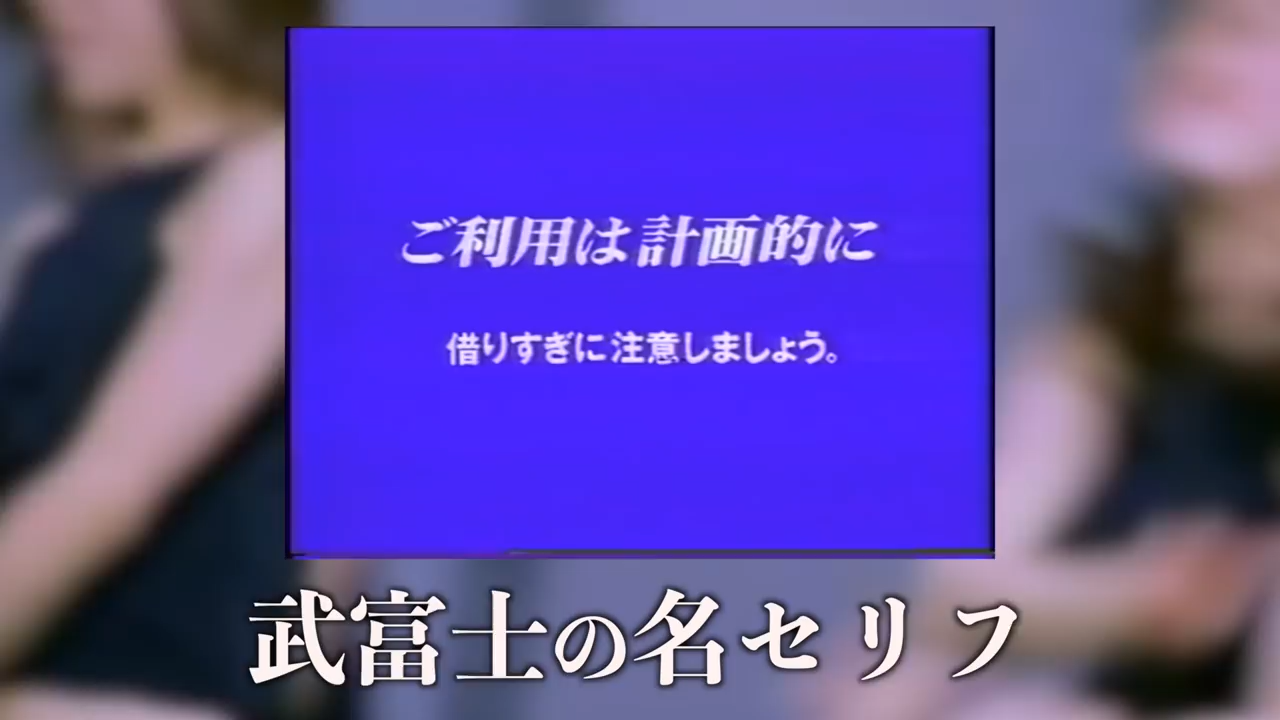 ご利用は計画的に
借りすぎに注意しましょう。
武富士の名セリフ